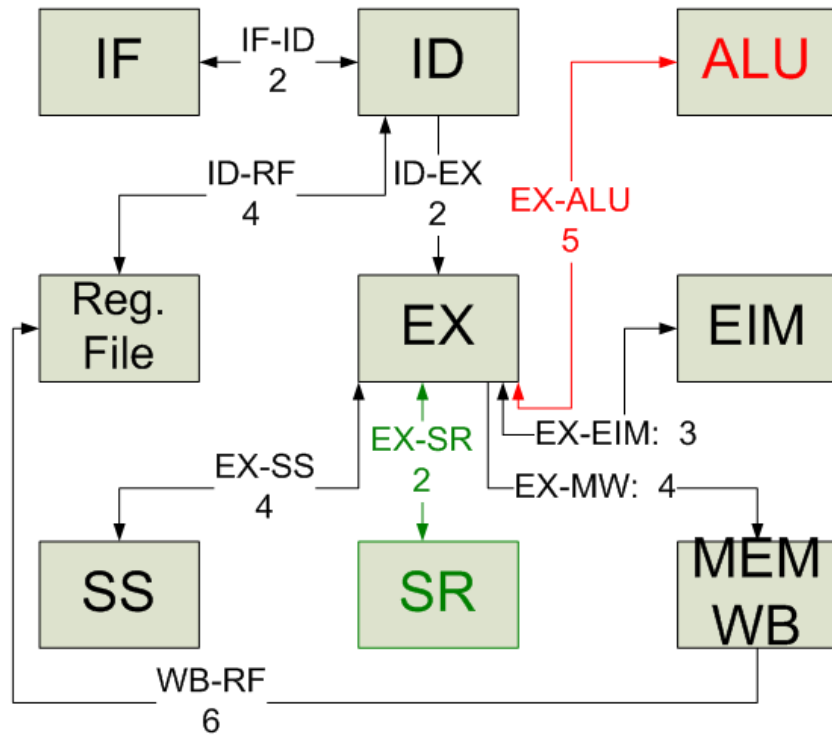 IF
IF-ID
2
ID
ALU
ID-RF
4
ID-EX
2
EX-ALU
5
Reg.
File
EX
EIM
EX-SS
4
EX-SR
2
EX-EIM: 3
EX-MW: 4
SS
SR
MEM
WB
WB-RF
6